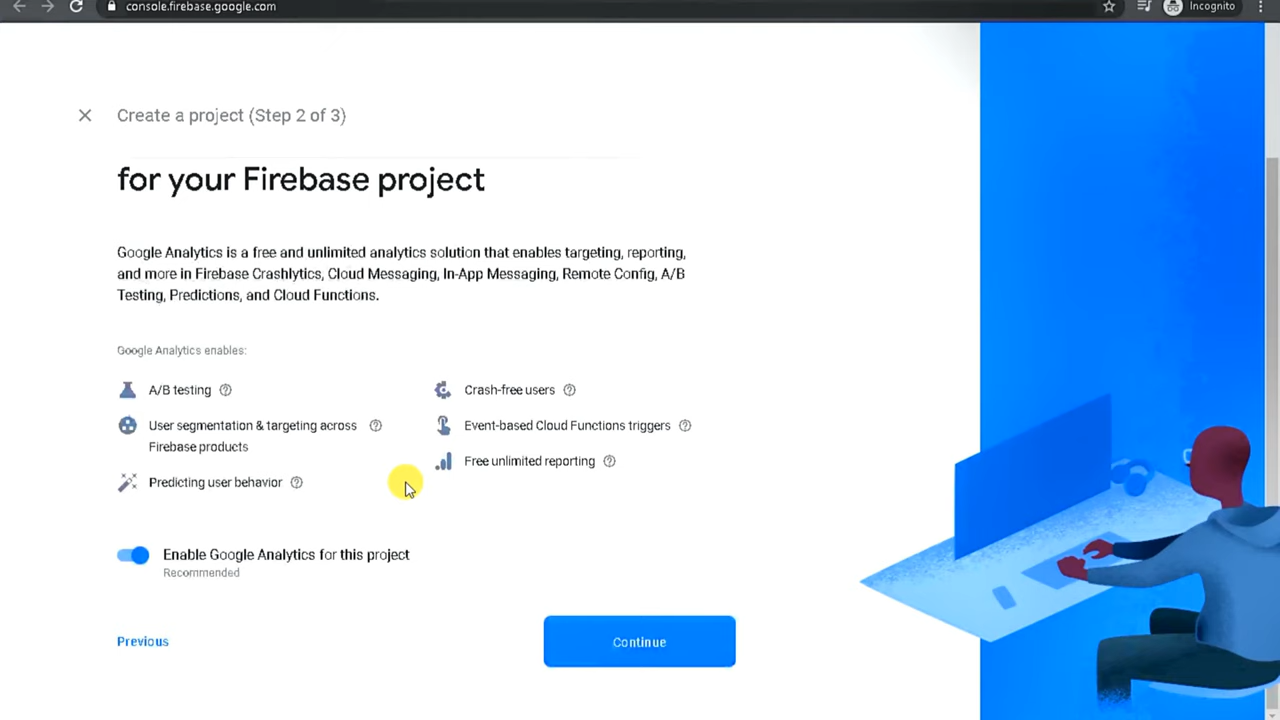 console.firebase.google.com
Incognito
Create a project (Step 2 of 3)
for your Firebase project
Google Analytics is a free and unlimited analytics solution that enables targeting, reporting,
and more in Firebase Crashlytics, Cloud Messaging, In-App Messaging, Remote Config, A/B
Testing, Predictions, and Cloud Functions.
Google Analytics enables:
A/B testing
Crash-free users
User segmentation & targeting across
Firebase products
Event-based Cloud Functions triggers
Free unlimited reporting
Predicting user behavior
Enable Google Analytics for this project
Recommended
Previous
Continue